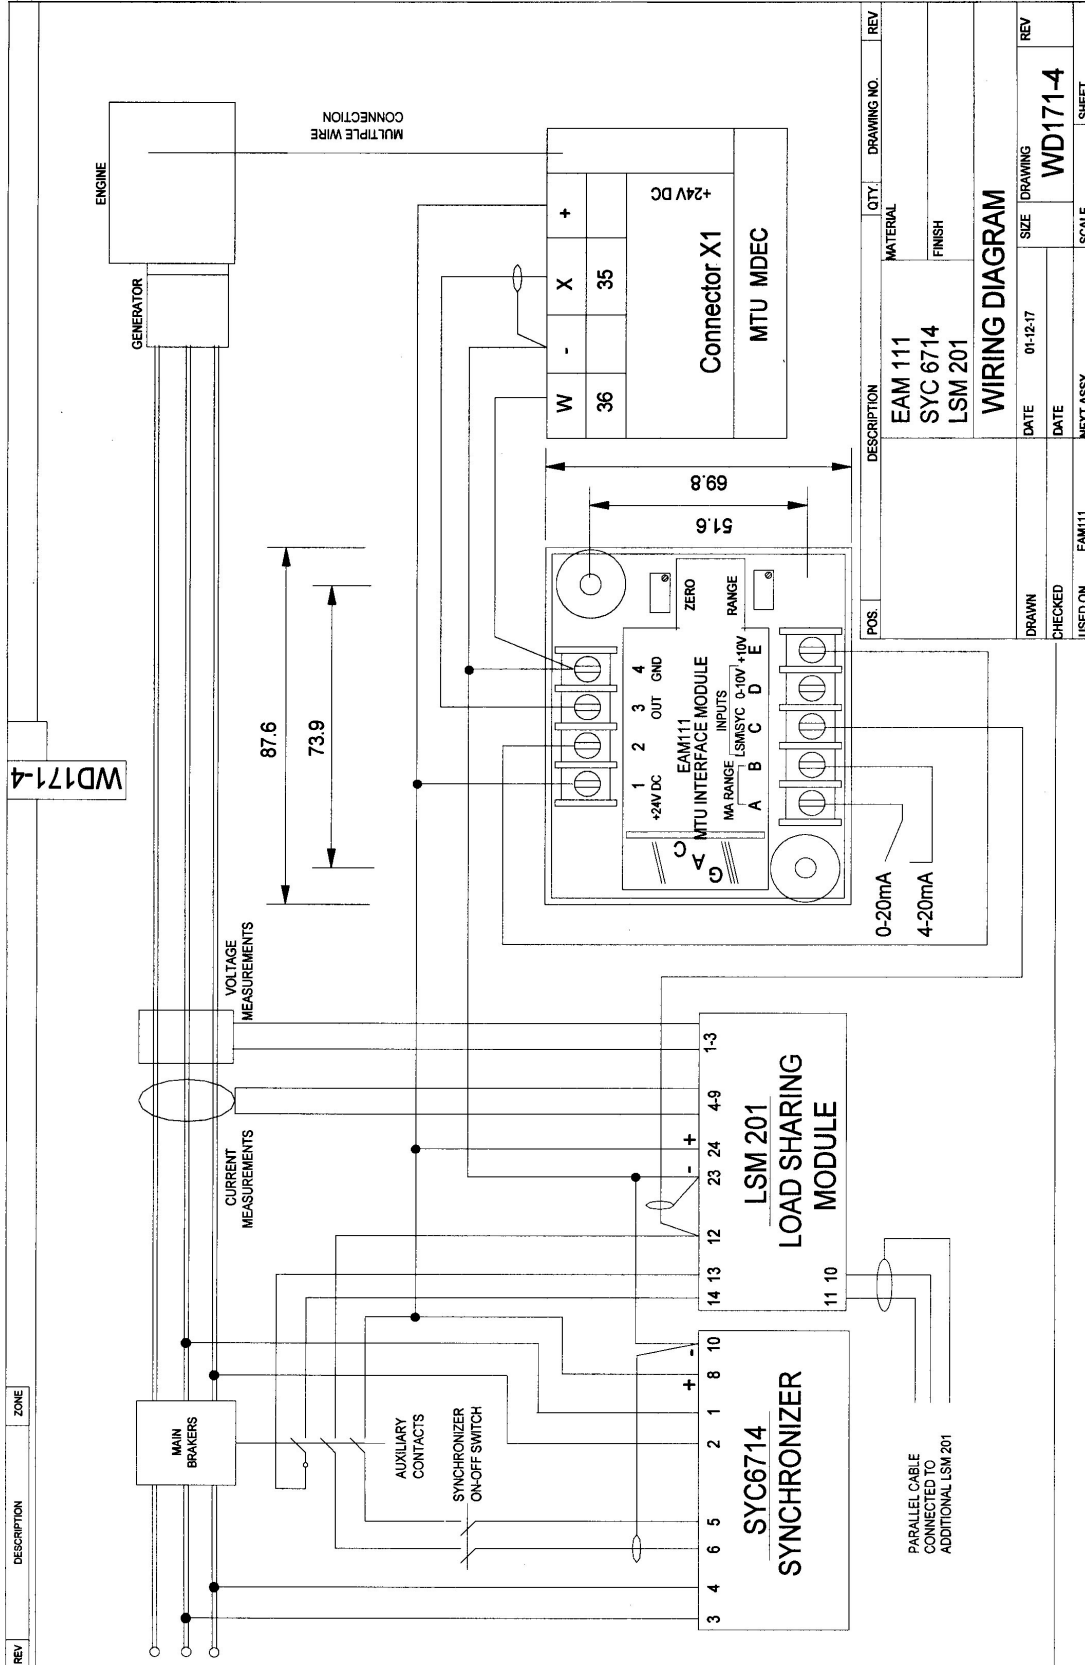 REV
DESCRIPTION
ZONE
WD171-4
ENGINE
GENERATOR
MULTIPLE WIRE
CONNECTION
87.6
73.9
VOLTAGE
MEASUREMENTS
CURRENT
MEASUREMENTS
MAIN
BRAKERS
AUXILIARY
CONTACTS
SYNCHRONIZER
ON-OFF SWITCH
3 4 6 5 2 1 8 10
+ -
SYC6714
SYNCHRONIZER
14 13 12 23 24 4-9 1-3
- +
LSM 201
LOAD SHARING
MODULE
11 10
PARALLEL CABLE
CONNECTED TO
ADDITIONAL LSM 201
1 2 3 4
+24V DC OUT GND
EAM111
MTU INTERFACE MODULE
INPUTS
MA RANGE LSM\SYC 0-10V +10V
A B C D E
ZERO
RANGE
G A C
0-20mA
4-20mA
51.6
69.8
W - X +
36 35
+24V DC
Connector X1
MTU MDEC
POS. DESCRIPTION QTY. DRAWING NO. REV
EAM 111
SYC 6714
LSM 201
MATERIAL
FINISH
WIRING DIAGRAM
DRAWN DATE 01-12-17 SIZE DRAWING REV
WD171-4
CHECKED DATE
USED ON EAM111 NEXT ASSY SCALE SHEET